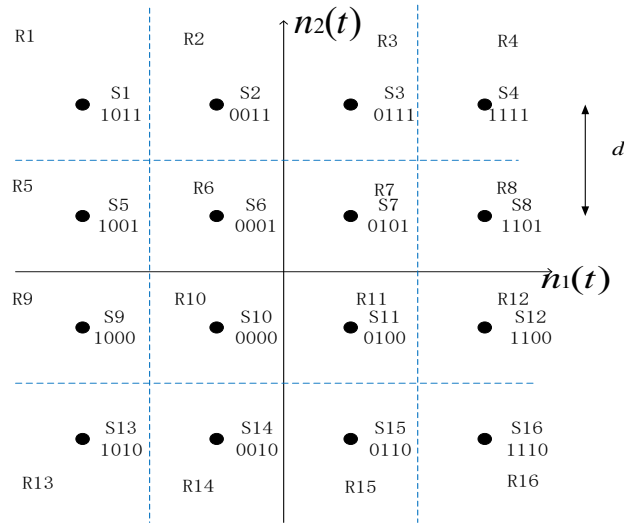 n2(t)
R1 R2 R3 R4
S1 S2 S3 S4
1011 0011 0111 1111
d
R5 R6 R7 R8
S5 S6 S7 S8
1001 0001 0101 1101
n1(t)
R9 R10 R11 R12
S9 S10 S11 S12
1000 0000 0100 1100
S13 S14 S15 S16
1010 0010 0110 1110
R13 R14 R15 R16